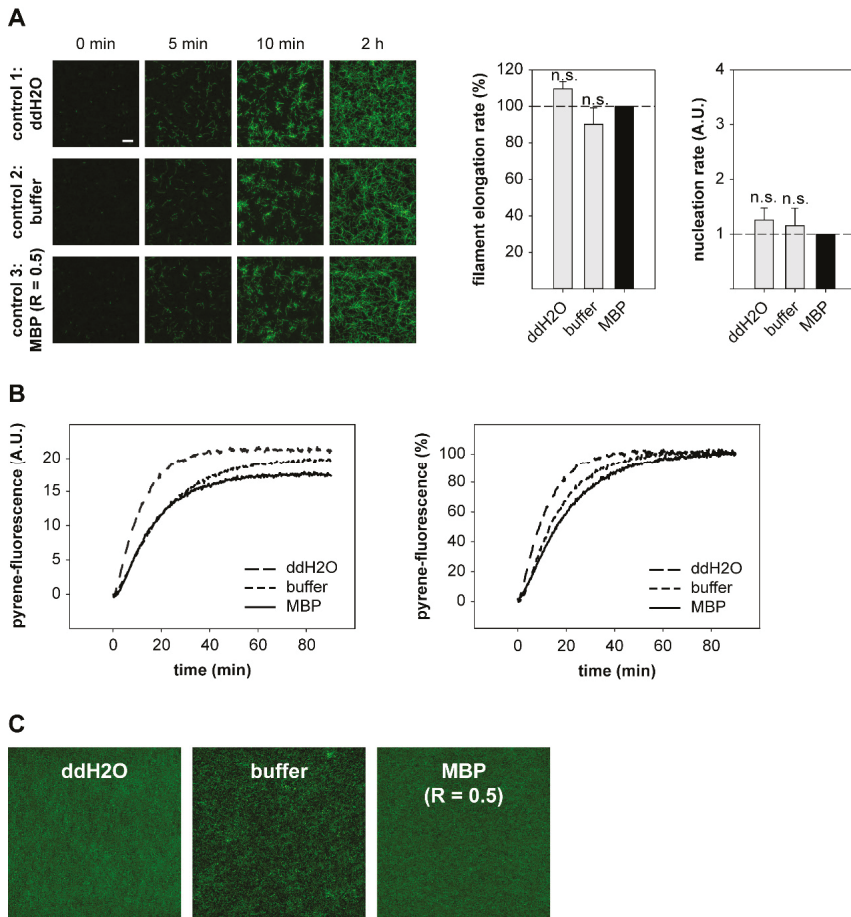 A
0 min 5 min 10 min 2 h
control 1:
ddH2O
control 2:
buffer
control 3:
MBP (R = 0.5)
filament elongation rate (%)
120
100
80
60
40
20
n.s.
n.s.
ddH2O
buffer
MBP
nucleation rate (A.U.)
4
3
2
1
n.s.
n.s.
ddH2O
buffer
MBP
B
pyrene-fluorescence (A.U.)
20
15
10
5
0
ddH2O
buffer
MBP
0 20 40 60 80
time (min)
pyrene-fluorescence (%)
100
80
60
40
20
0
ddH2O
buffer
MBP
0 20 40 60 80
time (min)
C
ddH2O
buffer
MBP
(R = 0.5)